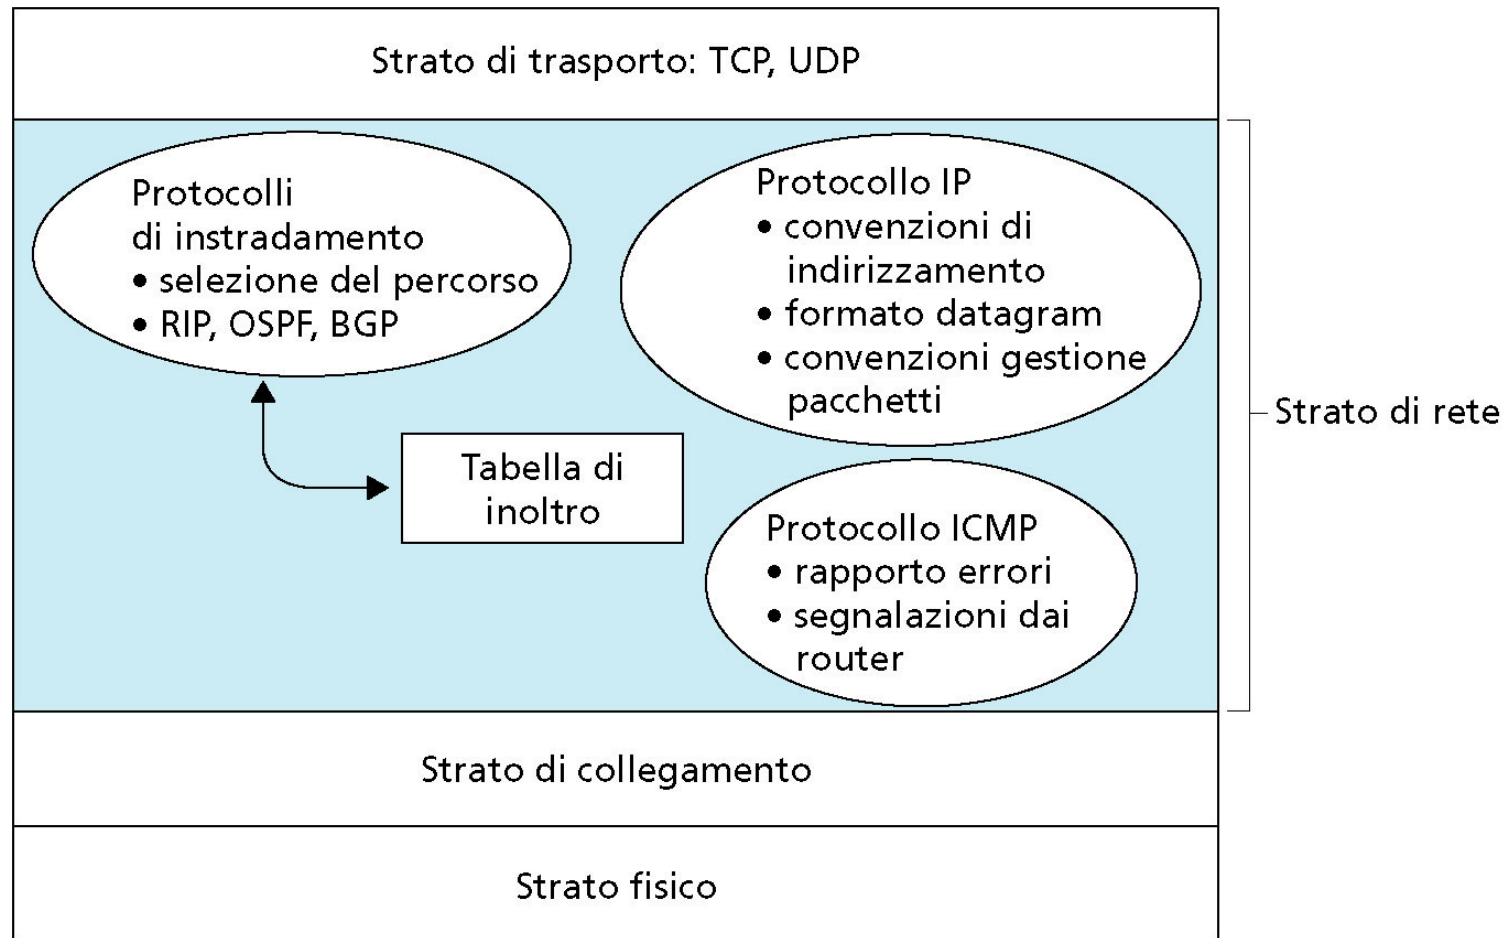 Strato di trasporto: TCP, UDP
Protocolli
di instradamento
• selezione del percorso
• RIP, OSPF, BGP
Protocollo IP
• convenzioni di
indirizzamento
• formato datagram
• convenzioni gestione
pacchetti
Tabella di
inoltro
Protocollo ICMP
• rapporto errori
• segnalazioni dai
router
Strato di rete
Strato di collegamento
Strato fisico